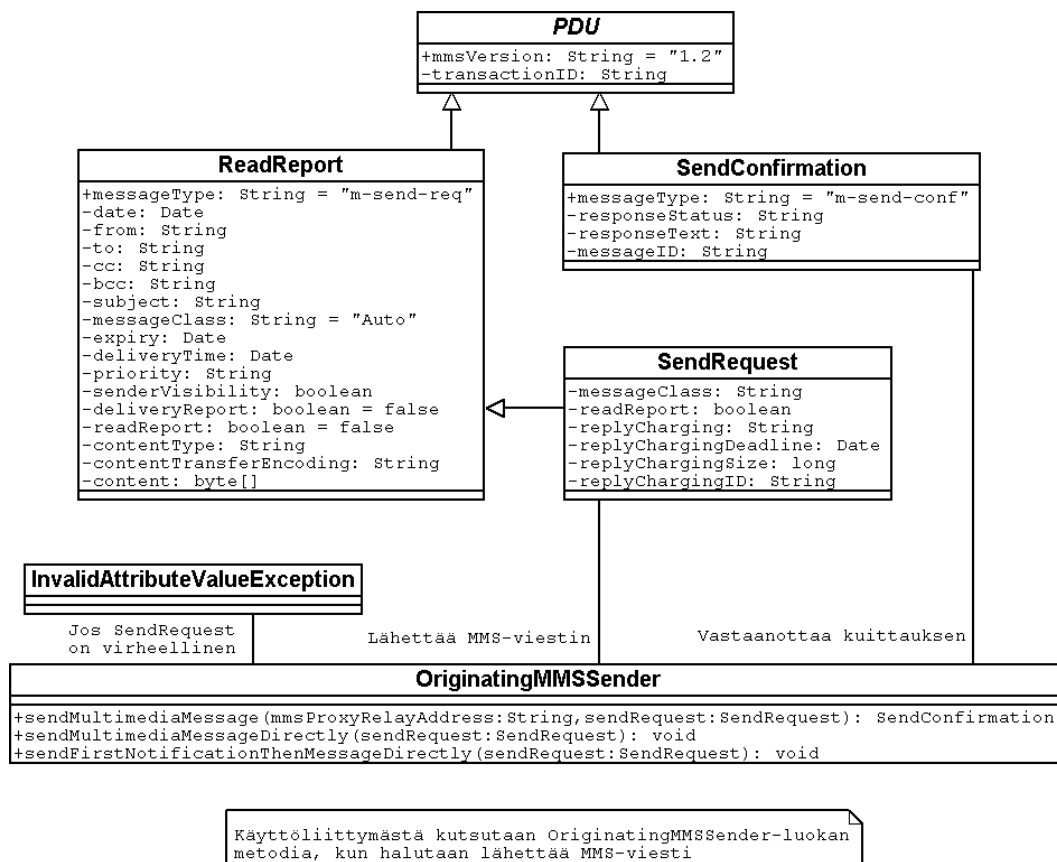 PDU
+mmsVersion: String = "1.2"
-transactionID: String
ReadReport
+messageType: String = "m-send-req"
-date: Date
-from: String
-to: String
-cc: String
-bcc: String
-subject: String
-messageClass: String = "Auto"
-expiry: Date
-deliveryTime: Date
-priority: String
-senderVisibility: boolean
-deliveryReport: boolean = false
-readReport: boolean = false
-contentType: String
-contentTransferEncoding: String
-content: byte[]
SendConfirmation
+messageType: String = "m-send-conf"
-responseStatus: String
-responseText: String
-messageID: String
SendRequest
-messageClass: String
-readReport: boolean
-replyCharging: String
-replyChargingDeadline: Date
-replyChargingSize: long
-replyChargingID: String
InvalidAttributeValueException
Jos SendRequest
on virheellinen
Lähettää MMS-viestin
Vastaanottaa kuittauksen
OriginatingMMSSender
+sendMultimediaMessage(mmsProxyRelayAddress:String,sendRequest:SendRequest): SendConfirmation
+sendMultimediaMessageDirectly(sendRequest:SendRequest): void
+sendFirstNotificationThenMessageDirectly(sendRequest:SendRequest): void
Käyttöliittymästä kutsutaan OriginatingMMSSender-luokan
metodia, kun halutaan lähettää MMS-viesti